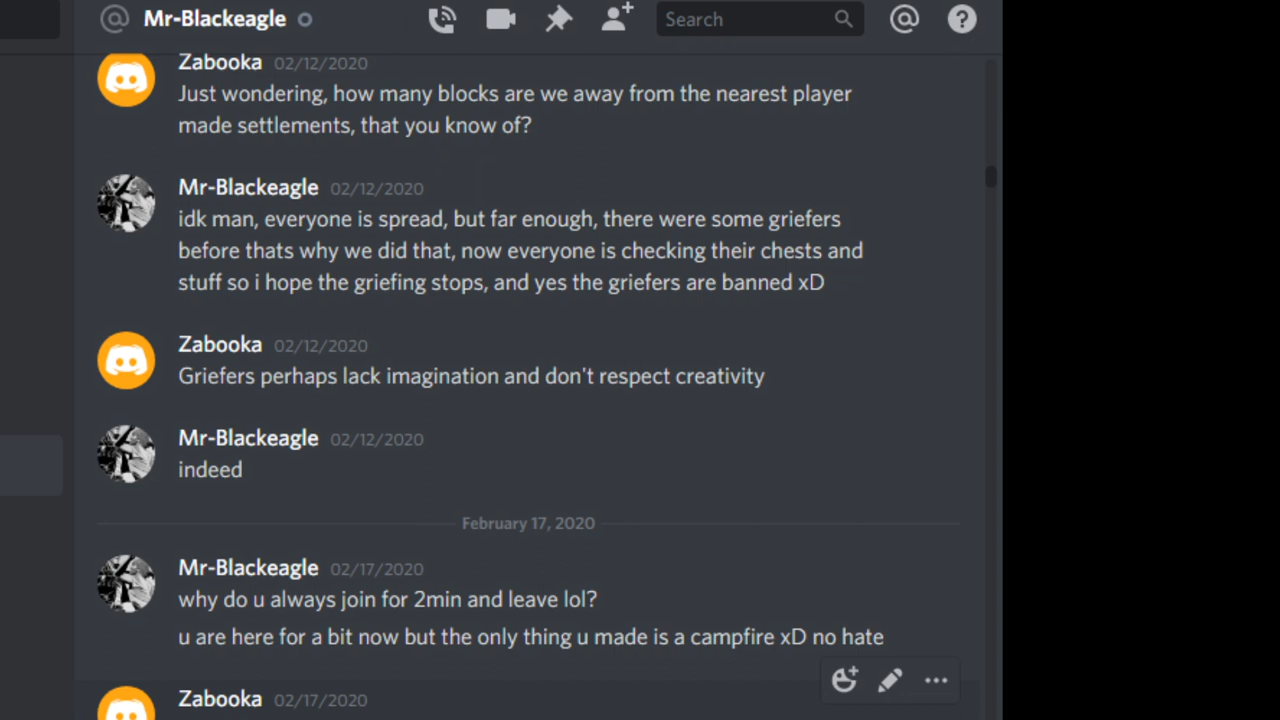 Mr-Blackeagle
Search
Zabooka 02/12/2020
Just wondering, how many blocks are we away from the nearest player
made settlements, that you know of?
Mr-Blackeagle 02/12/2020
idk man, everyone is spread, but far enough, there were some griefers
before thats why we did that, now everyone is checking their chests and
stuff so i hope the griefing stops, and yes the griefers are banned xD
Zabooka 02/12/2020
Griefers perhaps lack imagination and don't respect creativity
Mr-Blackeagle 02/12/2020
indeed
February 17, 2020
Mr-Blackeagle 02/17/2020
why do u always join for 2min and leave lol?
u are here for a bit now but the only thing u made is a campfire xD no hate
Zabooka 02/17/2020